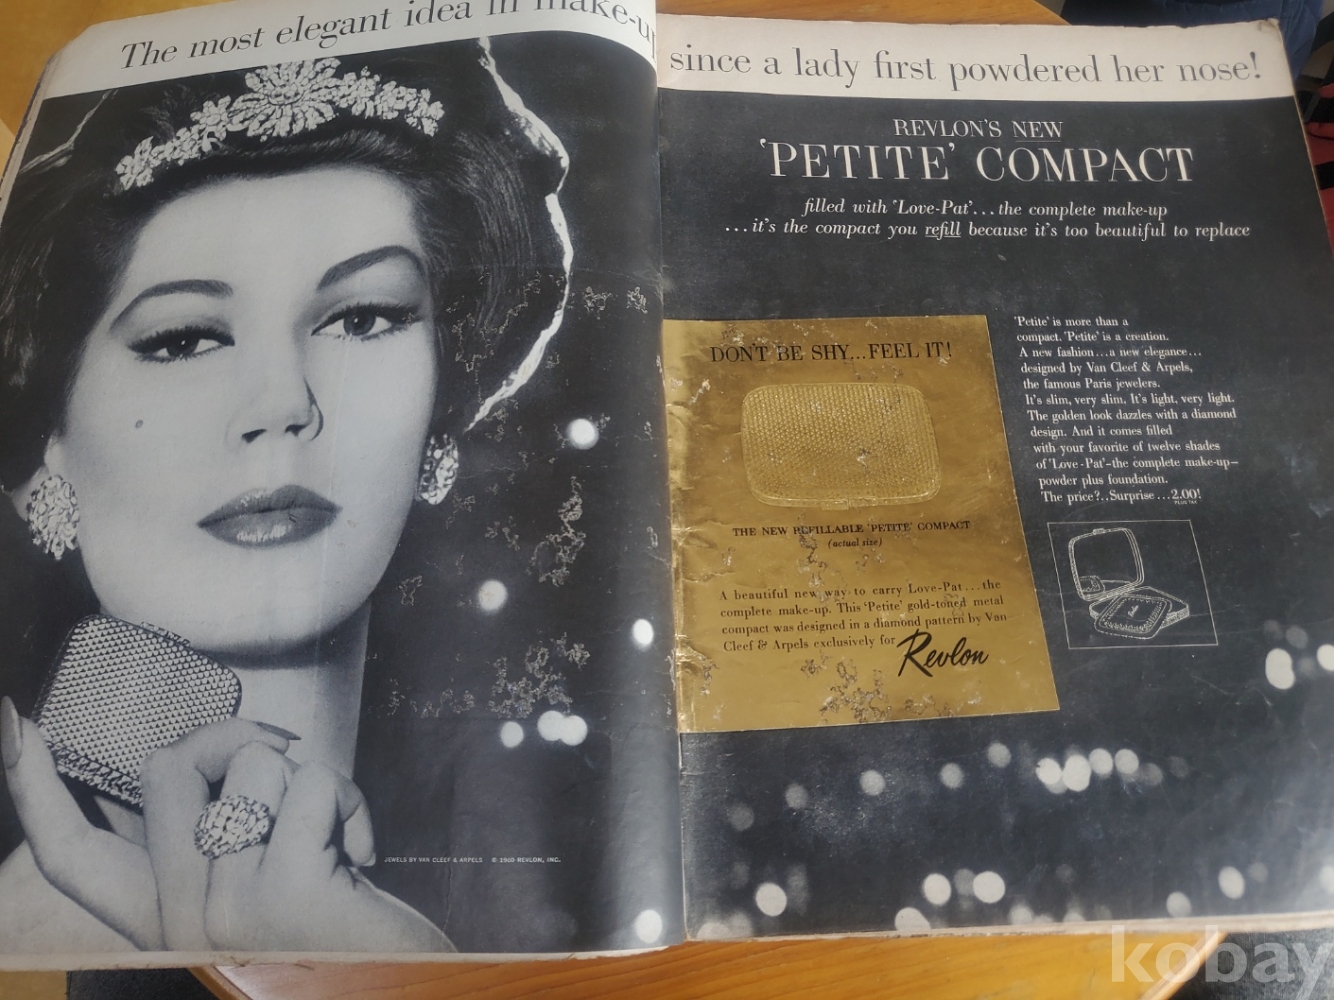 The most elegant idea in make-up since a lady first powdered her nose!
REVLON'S NEW
'PETITE' COMPACT
filled with 'Love-Pat'...the complete make-up
...it's the compact you refill because it's too beautiful to replace
DON'T BE SHY...FEEL IT!
THE NEW REFILLABLE 'PETITE' COMPACT
(actual size)
A beautiful new way to carry Love-Pat...the
complete make-up. This 'Petite' gold-toned metal
compact was designed in a diamond pattern by Van
Cleef & Arpels exclusively for Revlon
'Petite' is more than a
compact. 'Petite' is a creation.
A new fashion...a new elegance...
designed by Van Cleef & Arpels,
the famous Paris jewelers.
It's slim, very slim. It's light, very light.
The golden look dazzles with a diamond
design. And it comes filled
with your favorite of twelve shades
of 'Love-Pat'-the complete make-up-
powder plus foundation.
The price?..Surprise...2.00!
PLUS TAX
JEWELS BY VAN CLEEF & ARPELS © 1960 REVLON, INC.
kobay